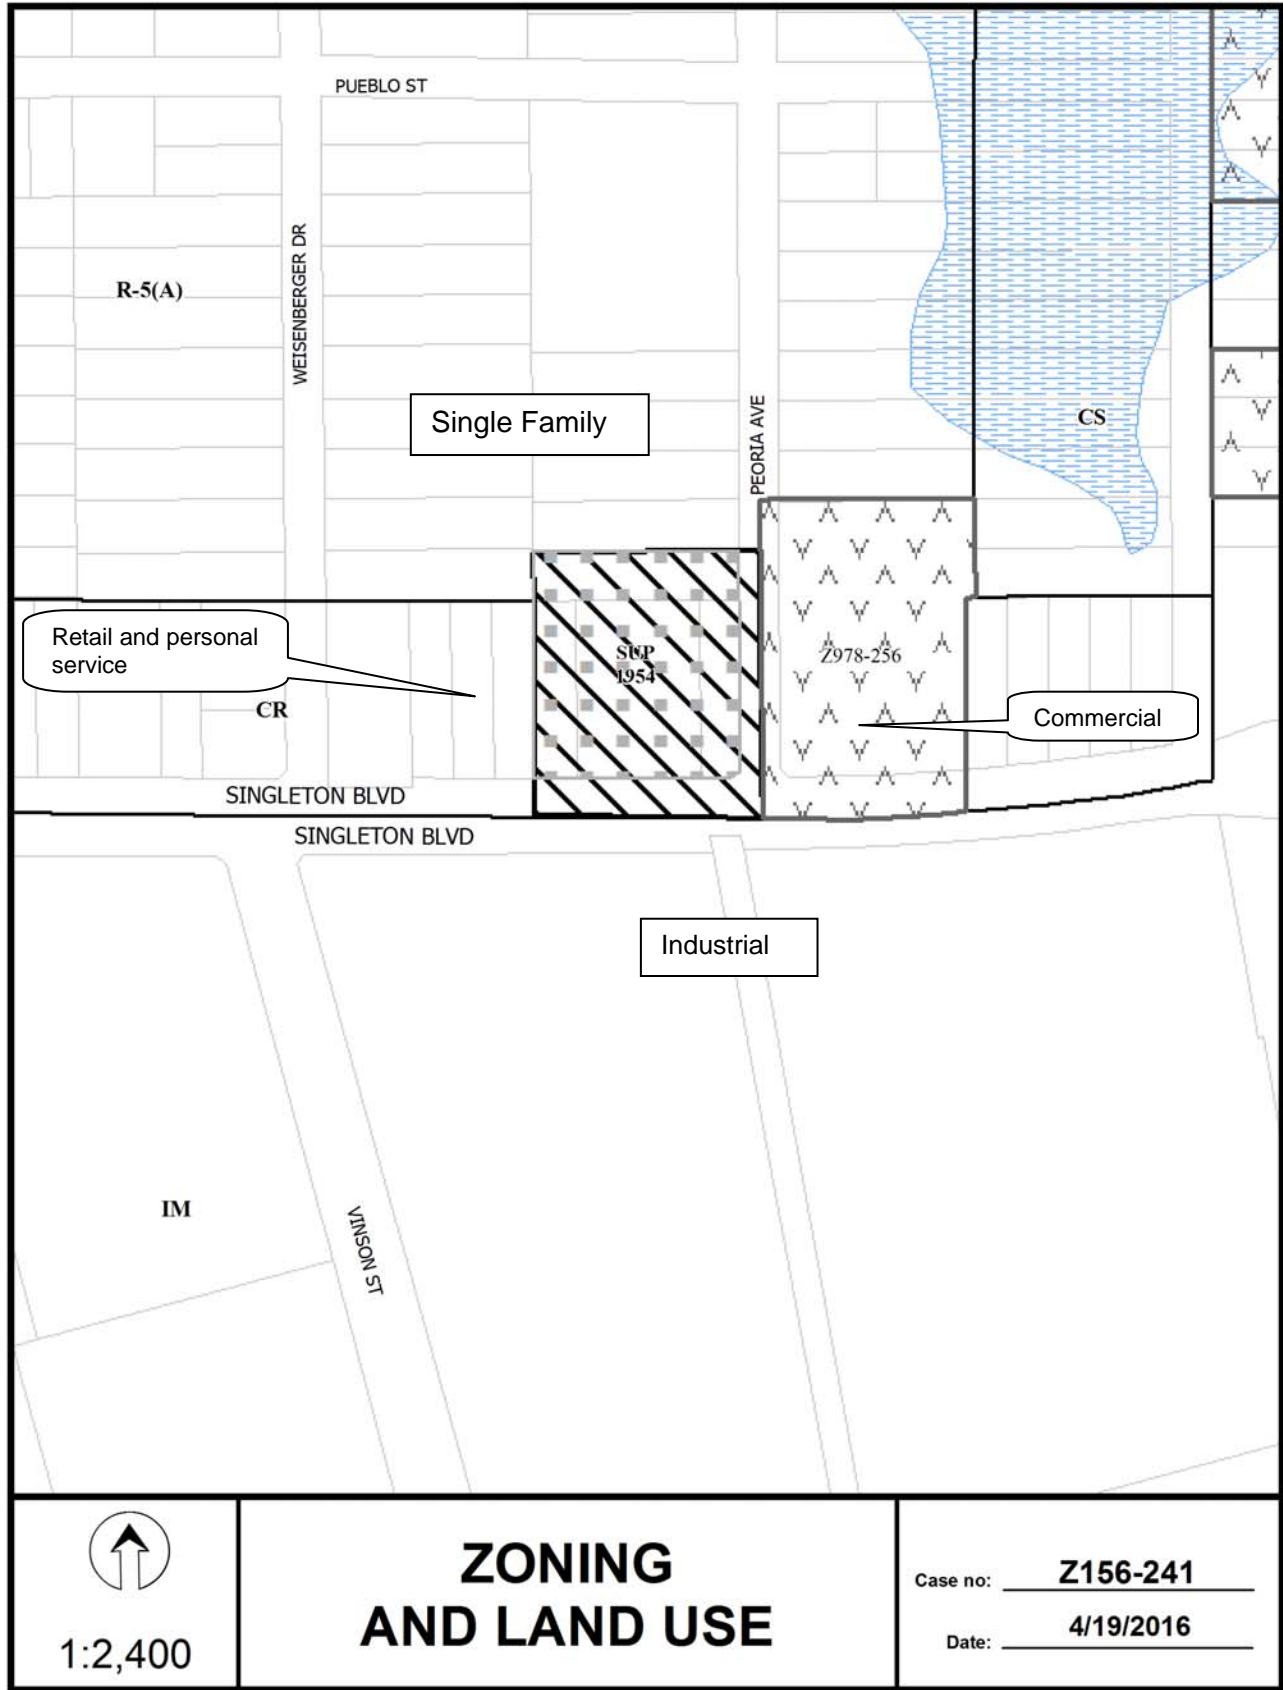 PUEBLO ST
WEISENBERGER DR
R-5(A)
Single Family
PEORIA AVE
CS
Retail and personal
service
SUP
1954
Z978-256
CR
Commercial
SINGLETON BLVD
SINGLETON BLVD
Industrial
IM
VINSON ST
1:2,400
ZONING
AND LAND USE
Case no: Z156-241
Date: 4/19/2016